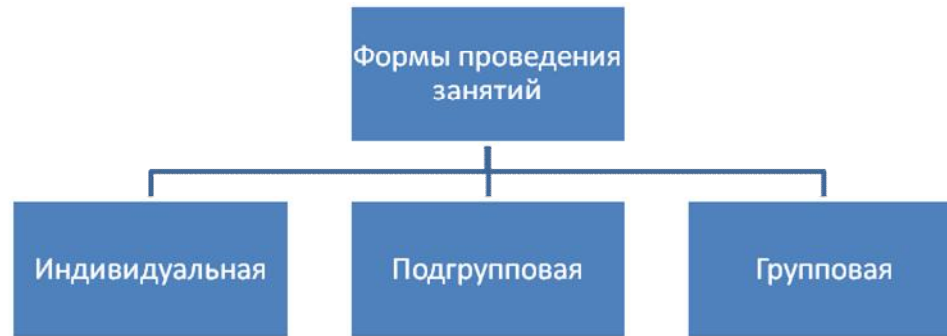 Формы проведения
занятий
Индивидуальная
Подгрупповая
Групповая